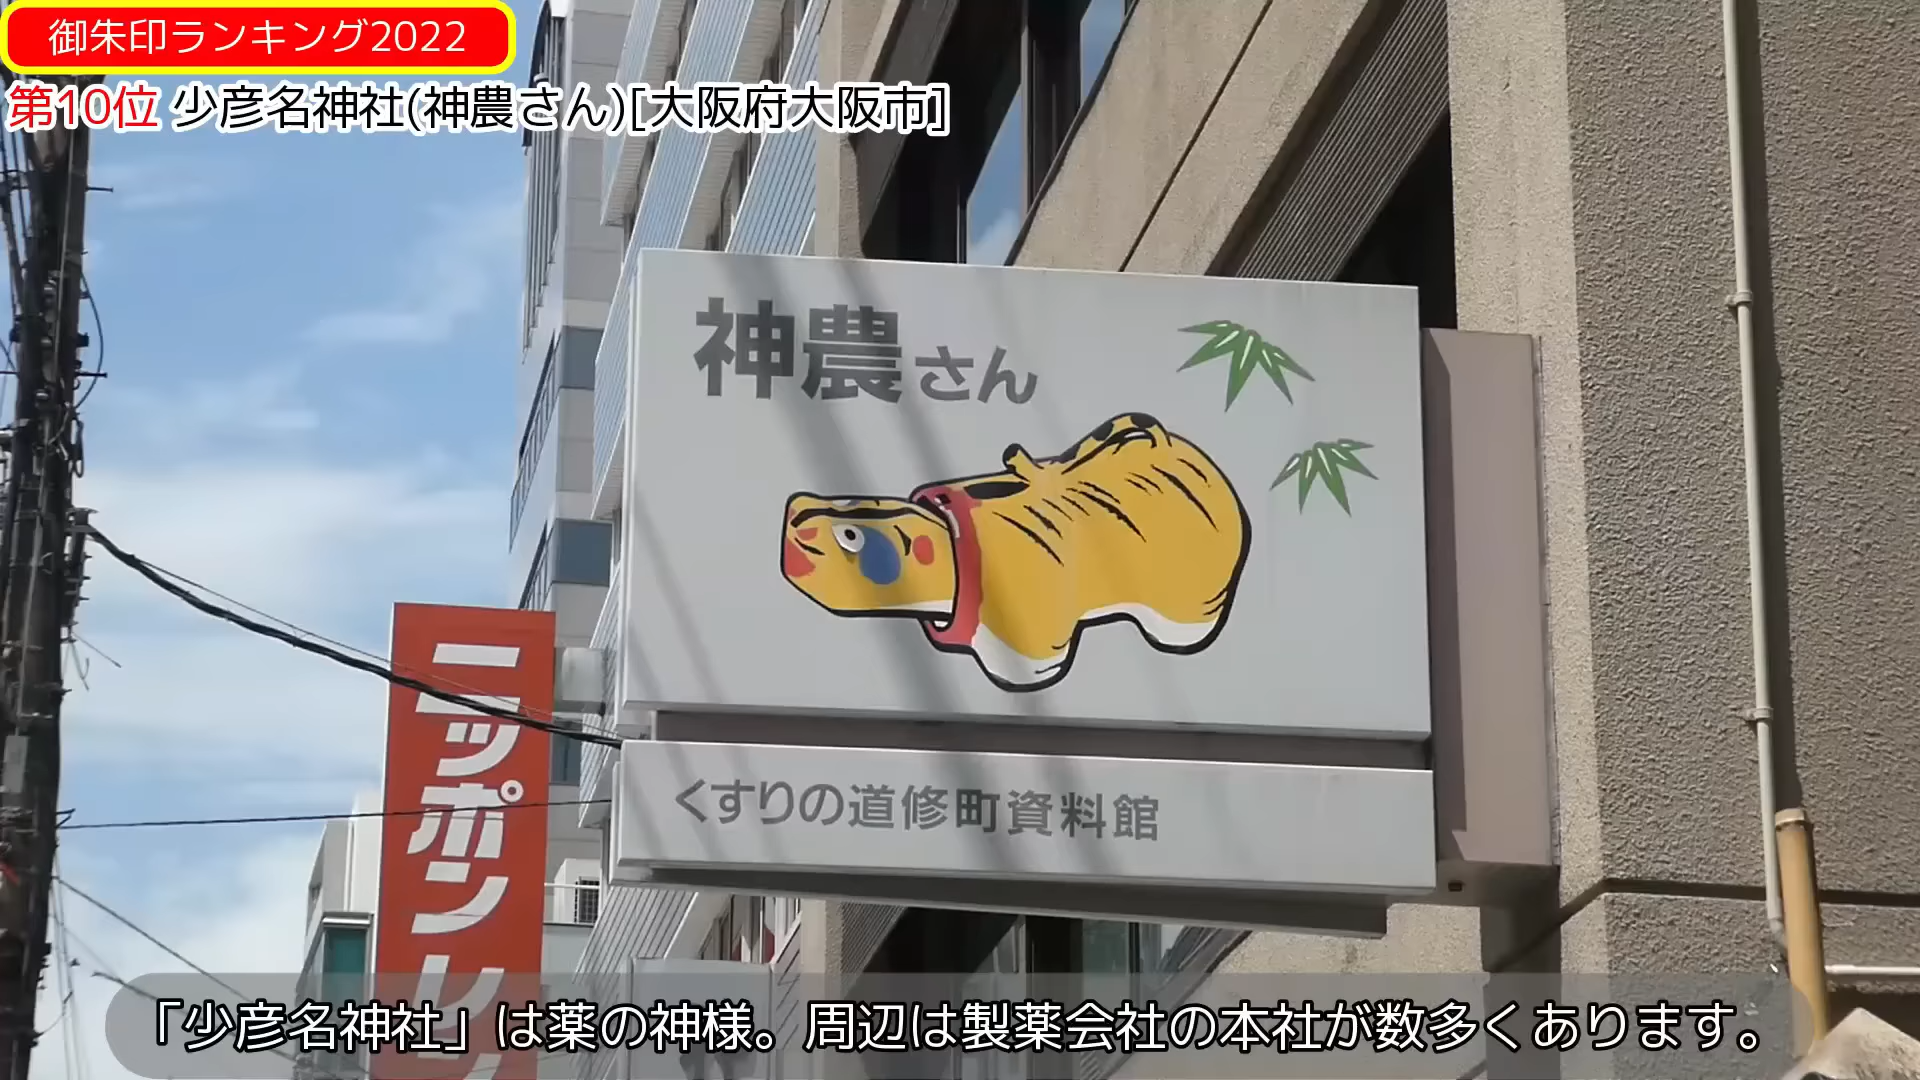 御朱印ランキング2022
第10位 少彦名神社(神農さん)[大阪府大阪市]
神農さん
くすりの道修町資料館
ニッポンレ
「少彦名神社」は薬の神様。周辺は製薬会社の本社が数多くあります。